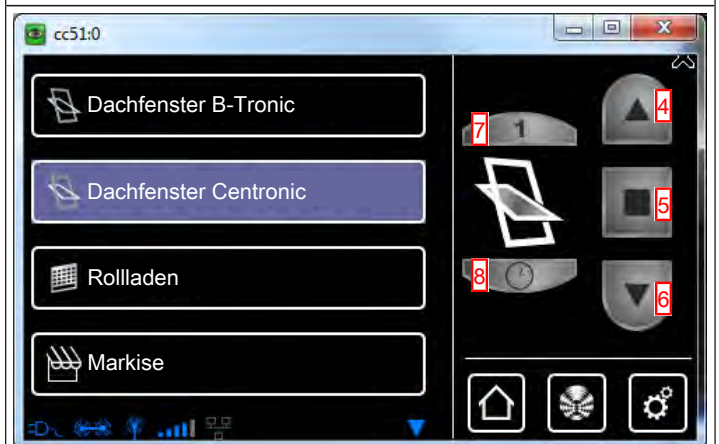 cc51:0
Dachfenster B-Tronic
Dachfenster Centronic
Rollladen
Markise
7 1
4
5
8
6